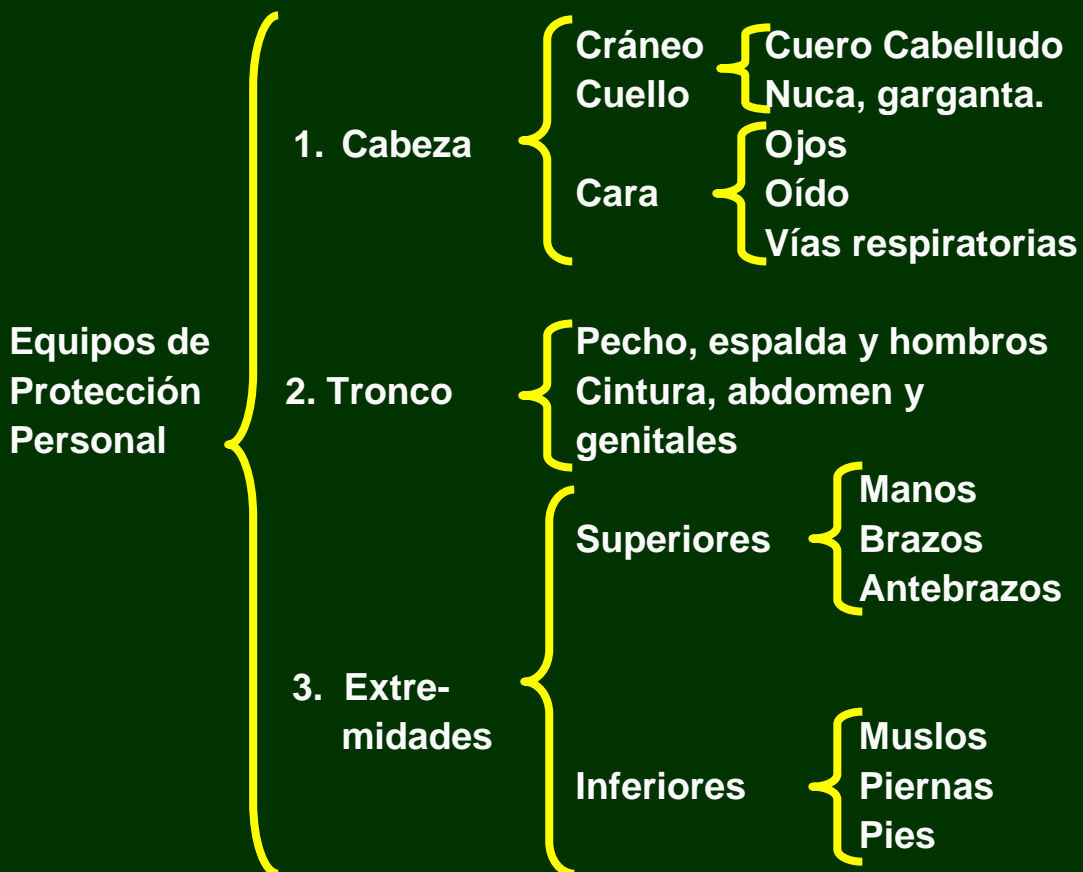 Equipos de
Protección
Personal
1. Cabeza
Cráneo
Cuello
Cuero Cabelludo
Nuca, garganta.
Cara
Ojos
Oído
Vías respiratorias
2. Tronco
Pecho, espalda y hombros
Cintura, abdomen y
genitales
3. Extre-
midades
Superiores
Manos
Brazos
Antebrazos
Inferiores
Muslos
Piernas
Pies